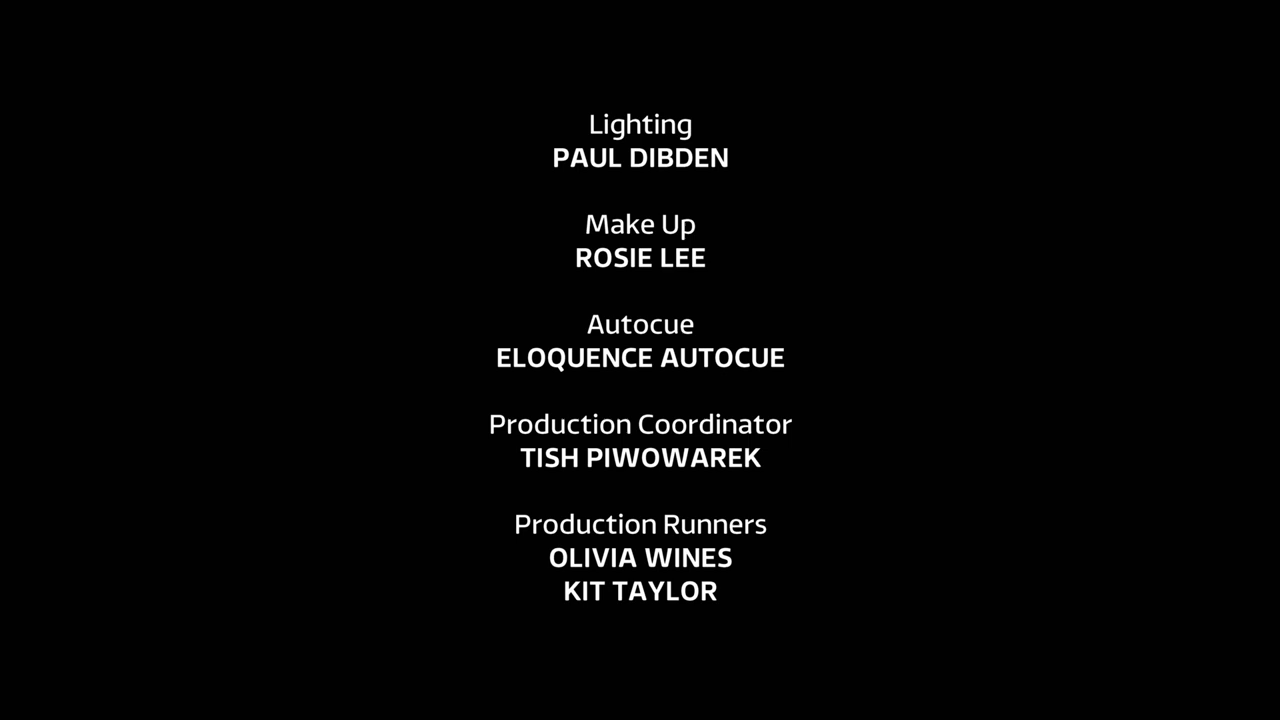 Lighting
PAUL DIBDEN
Make Up
ROSIE LEE
Autocue
ELOQUENCE AUTOCUE
Production Coordinator
TISH PIWOWAREK
Production Runners
OLIVIA WINES
KIT TAYLOR